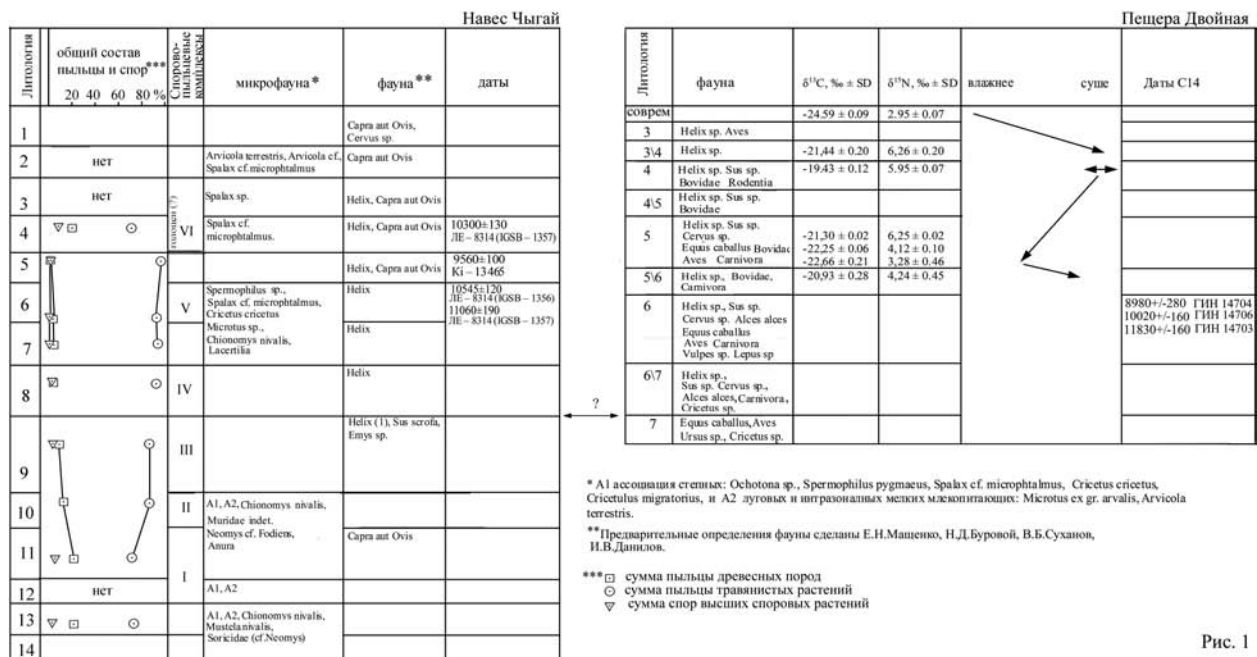 Навес Чыгай
Литология
общий состав
пыльцы и спор***
20 40 60 80 %
Спорово-
пыльцевые
комплексы
микрофауна *
фауна **
даты
1
Capra aut Ovis,
Cervus sp.
2
нет
Arvicola terrestris, Arvicola cf.,
Spalax cf. microphtalmus
Capra aut Ovis
3
нет
голоцен (?)
Spalax sp.
Helix, Capra aut Ovis
4
VI
Spalax cf.
microphtalmus.
Helix, Capra aut Ovis
10300±130
ЛЕ – 8314 (IGSB – 1357)
5
Helix, Capra aut Ovis
9560±100
Ki – 13465
6
V
Spermophilus sp.,
Spalax cf. microphtalmus,
Cricetus cricetus
Microtus sp.,
Chionomys nivalis,
Lacertilia
Helix
10545±120
ЛЕ – 8314 (IGSB – 1356)
11060±190
ЛЕ – 8314 (IGSB – 1357)
7
Helix
8
IV
Helix
9
III
Helix (1), Sus scrofa,
Emys sp.
10
II
A1, A2, Chionomys nivalis,
Muridae indet.
Neomys cf. Fodiens,
Anura
11
I
Capra aut Ovis
12
нет
A1, A2
13
A1, A2, Chionomys nivalis,
Mustela nivalis,
Soricidae (cf.Neomys)
14
?
Пещера Двойная
Литология
фауна
δ¹³C, ‰ ± SD
δ¹⁵N, ‰ ± SD
влажнее
суше
Даты C14
соврем
-24.59 ± 0.09
2.95 ± 0.07
3
Helix sp. Aves
3\4
Helix sp.
-21,44 ± 0.20
6,26 ± 0.20
4
Helix sp. Sus sp.
Bovidae Rodentia
-19.43 ± 0.12
5.95 ± 0.07
4\5
Helix sp. Sus sp.
Bovidae
5
Helix sp. Sus sp.
Cervus sp.
Equus caballus Bovidae
Aves Carnivora
-21,30 ± 0.02
6,25 ± 0.02
-22,25 ± 0.06
4,12 ± 0.10
-22,66 ± 0.21
3,28 ± 0.46
5\6
Helix sp., Bovidae,
Carnivora
-20,93 ± 0.28
4,24 ± 0.45
6
Helix sp., Sus sp.
Cervus sp. Alces alces
Equus caballus
Aves Carnivora
Vulpes sp. Lepus sp
8980+/-280 ГИН 14704
10020+/-160 ГИН 14706
11830+/-160 ГИН 14703
6\7
Helix sp.,
Sus sp. Cervus sp.,
Alces alces, Carnivora,
Cricetus sp.
7
Equus caballus, Aves
Ursus sp., Cricetus sp.
* А1 ассоциация степных: Ochotona sp., Spermophilus pygmaeus, Spalax cf. microphtalmus, Cricetus cricetus,
Cricetulus migratorius, и А2 луговых и интразоналных мелких млекопитающих: Microtus ex gr. arvalis, Arvicola
terrestris.
**Предварительные определения фауны сделаны Е.Н.Мащенко, Н.Д.Буровой, В.Б.Суханов,
И.В.Данилов.
*** сумма пыльцы древесных пород
сумма пыльцы травянистых растений
сумма спор высших споровых растений
Рис. 1